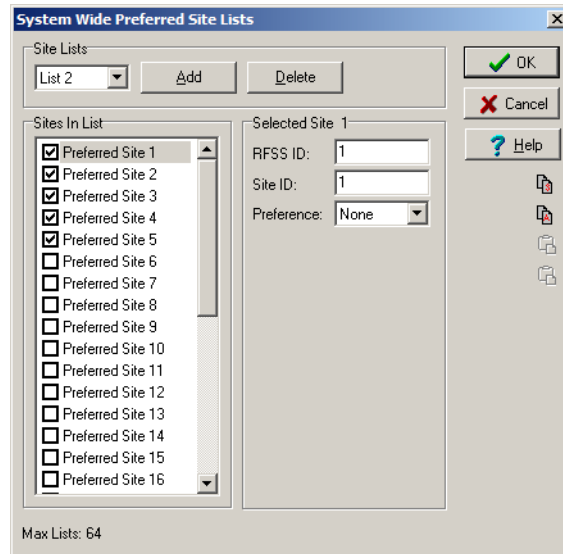 System Wide Preferred Site Lists
Site Lists
List 2
Add
Delete
OK
Cancel
Help
Sites In List
Preferred Site 1
Preferred Site 2
Preferred Site 3
Preferred Site 4
Preferred Site 5
Preferred Site 6
Preferred Site 7
Preferred Site 8
Preferred Site 9
Preferred Site 10
Preferred Site 11
Preferred Site 12
Preferred Site 13
Preferred Site 14
Preferred Site 15
Preferred Site 16
Selected Site 1
RFSS ID: 1
Site ID: 1
Preference: None
Max Lists: 64